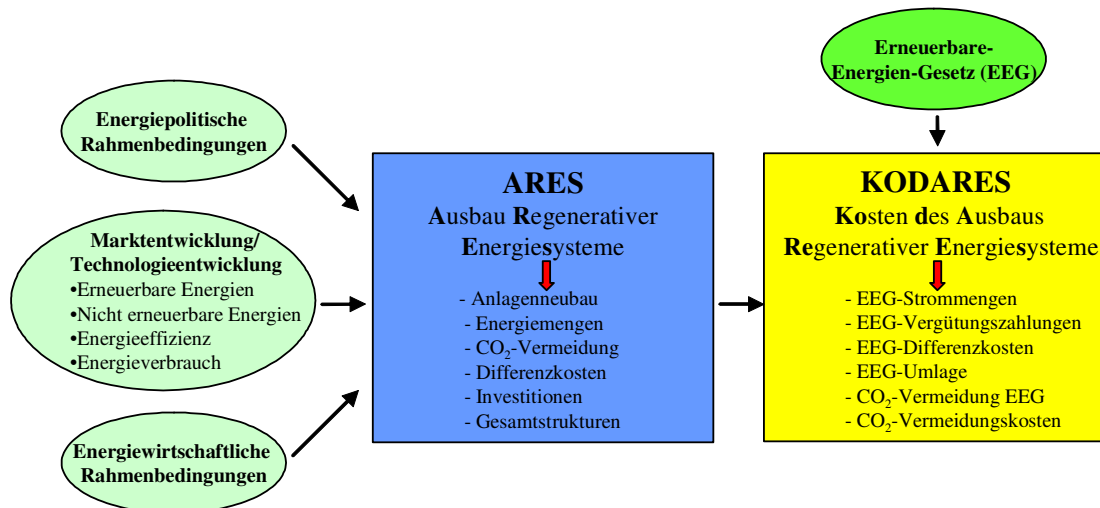 Energiepolitische
Rahmenbedingungen
Marktentwicklung/
Technologieentwicklung
•Erneuerbare Energien
•Nicht erneuerbare Energien
•Energieeffizienz
•Energieverbrauch
Energiewirtschaftliche
Rahmenbedingungen
ARES
Ausbau Regenerativer
Energiesysteme
- Anlagenneubau
- Energiemengen
- CO₂-Vermeidung
- Differenzkosten
- Investitionen
- Gesamtstrukturen
Erneuerbare-
Energien-Gesetz (EEG)
KODARES
Kosten des Ausbaus
Regenerativer Energiesysteme
- EEG-Strommengen
- EEG-Vergütungszahlungen
- EEG-Differenzkosten
- EEG-Umlage
- CO₂-Vermeidung EEG
- CO₂-Vermeidungskosten